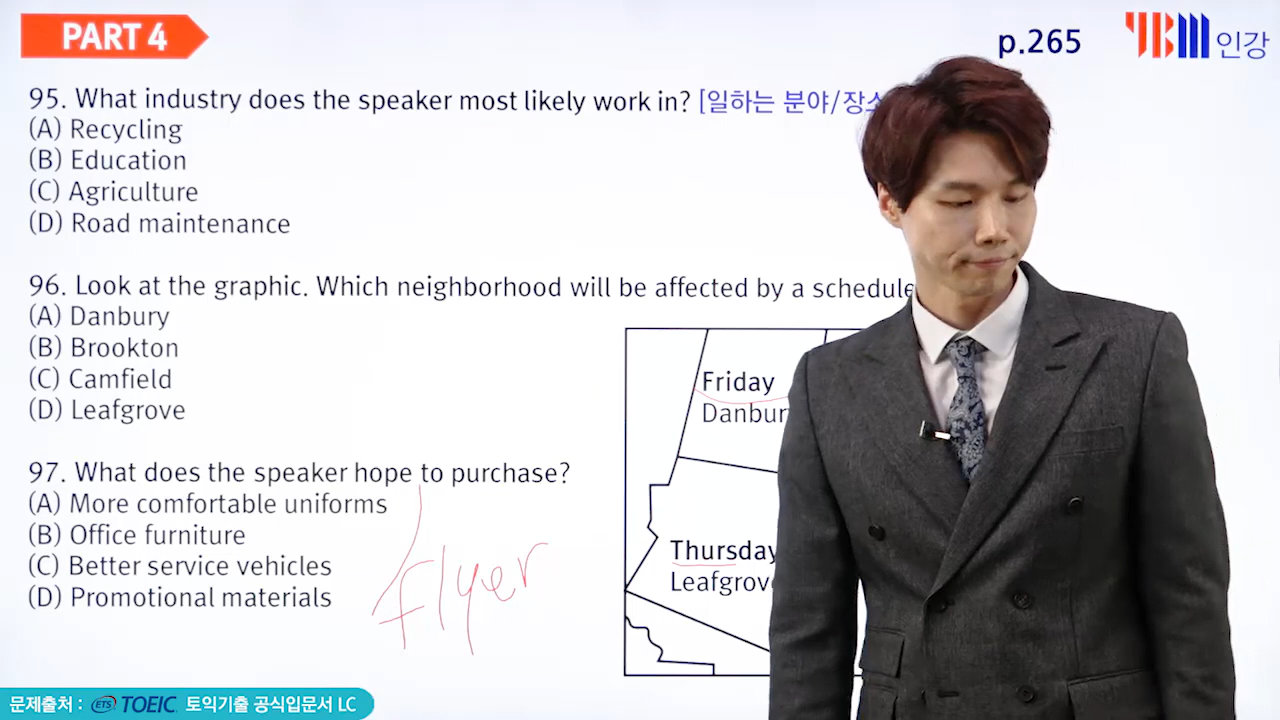 PART 4
p.265
YBM 인강
95. What industry does the speaker most likely work in? [일하는 분야/장소
(A) Recycling
(B) Education
(C) Agriculture
(D) Road maintenance
96. Look at the graphic. Which neighborhood will be affected by a schedule
(A) Danbury
(B) Brookton
(C) Camfield
(D) Leafgrove
Friday
Danbury
97. What does the speaker hope to purchase?
(A) More comfortable uniforms
(B) Office furniture
(C) Better service vehicles
(D) Promotional materials
flyer
Thursday
Leafgrove
문제출처 : ETS TOEIC 토익기출 공식입문서 LC